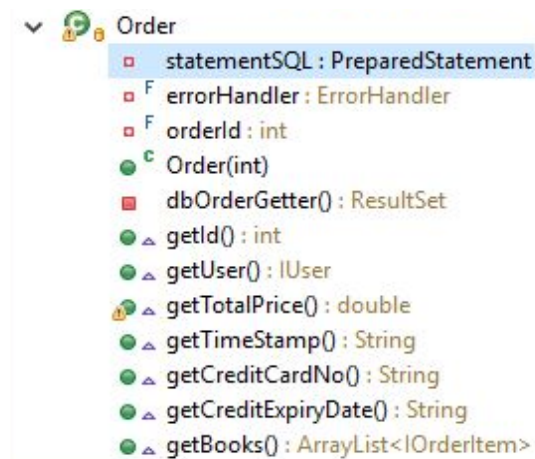 Order
statementSQL : PreparedStatement
F errorHandler : ErrorHandler
F orderId : int
C Order(int)
dbOrderGetter() : ResultSet
getId() : int
getUser() : IUser
getTotalPrice() : double
getTimeStamp() : String
getCreditCardNo() : String
getCreditExpiryDate() : String
getBooks() : ArrayList<IOrderItem>